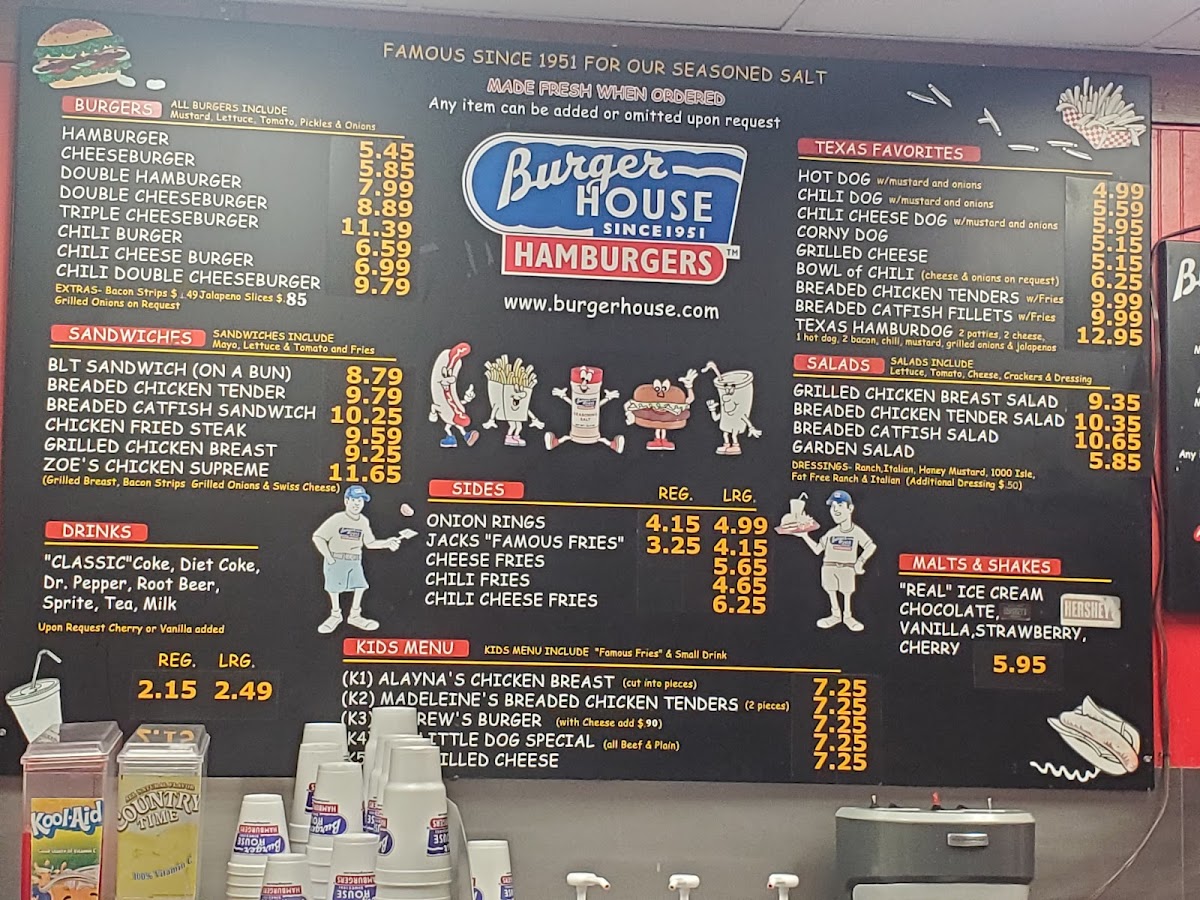 FAMOUS SINCE 1951 FOR OUR SEASONED SALT
MADE FRESH WHEN ORDERED
Any item can be added or omitted upon request
Burger
HOUSE
SINCE 1951
HAMBURGERS™
www.burgerhouse.com
BURGERS ALL BURGERS INCLUDE
Mustard, Lettuce, Tomato, Pickles & Onions
HAMBURGER 5.45
CHEESEBURGER 5.85
DOUBLE HAMBURGER 7.99
DOUBLE CHEESEBURGER 8.89
TRIPLE CHEESEBURGER 11.39
CHILI BURGER 6.59
CHILI CHEESE BURGER 6.99
CHILI DOUBLE CHEESEBURGER 9.79
EXTRAS- Bacon Strips $ .49 Jalapeno Slices $.85
Grilled Onions on Request
SANDWICHES SANDWICHES INCLUDE
Mayo, Lettuce & Tomato and Fries
BLT SANDWICH (ON A BUN) 8.79
BREADED CHICKEN TENDER 9.79
BREADED CATFISH SANDWICH 10.25
CHICKEN FRIED STEAK 9.59
GRILLED CHICKEN BREAST 9.25
ZOE'S CHICKEN SUPREME 11.65
(Grilled Breast, Bacon Strips Grilled Onions & Swiss Cheese)
DRINKS
"CLASSIC"Coke, Diet Coke,
Dr. Pepper, Root Beer,
Sprite, Tea, Milk
Upon Request Cherry or Vanilla added
REG. LRG.
2.15 2.49
SIDES REG. LRG.
ONION RINGS 4.15 4.99
JACKS "FAMOUS FRIES" 3.25 4.15
CHEESE FRIES 5.65
CHILI FRIES 4.65
CHILI CHEESE FRIES 6.25
KIDS MENU KIDS MENU INCLUDE "Famous Fries" & Small Drink
(K1) ALAYNA'S CHICKEN BREAST (cut into pieces) 7.25
(K2) MADELEINE'S BREADED CHICKEN TENDERS (2 pieces) 7.25
(K3) REW'S BURGER (with Cheese add $.90) 7.25
LITTLE DOG SPECIAL (all Beef & Plain) 7.25
ILLED CHEESE 7.25
TEXAS FAVORITES
HOT DOG w/mustard and onions 4.99
CHILI DOG w/mustard and onions 5.59
CHILI CHEESE DOG w/mustard and onions 5.95
CORNY DOG 5.15
GRILLED CHEESE 5.15
BOWL of CHILI (cheese & onions on request) 6.25
BREADED CHICKEN TENDERS w/Fries 9.99
BREADED CATFISH FILLETS w/Fries 9.99
TEXAS HAMBURDOG 2 patties, 2 cheese, 12.95
1 hot dog, 2 bacon, chili, mustard, grilled onions & jalapenos
SALADS SALADS INCLUDE
Lettuce, Tomato, Cheese, Crackers & Dressing
GRILLED CHICKEN BREAST SALAD 9.35
BREADED CHICKEN TENDER SALAD 10.35
BREADED CATFISH SALAD 10.65
GARDEN SALAD 5.85
DRESSINGS- Ranch,Italian, Honey Mustard, 1000 Isle,
Fat Free Ranch & Italian (Additional Dressing $.50)
MALTS & SHAKES
"REAL" ICE CREAM
CHOCOLATE, HERSHEY
VANILLA,STRAWBERRY,
CHERRY
5.95
Any
Kool-Aid
COUNTRY
TIME
100% Vitamin C
Burger
HOUSE
HAMBURGERS